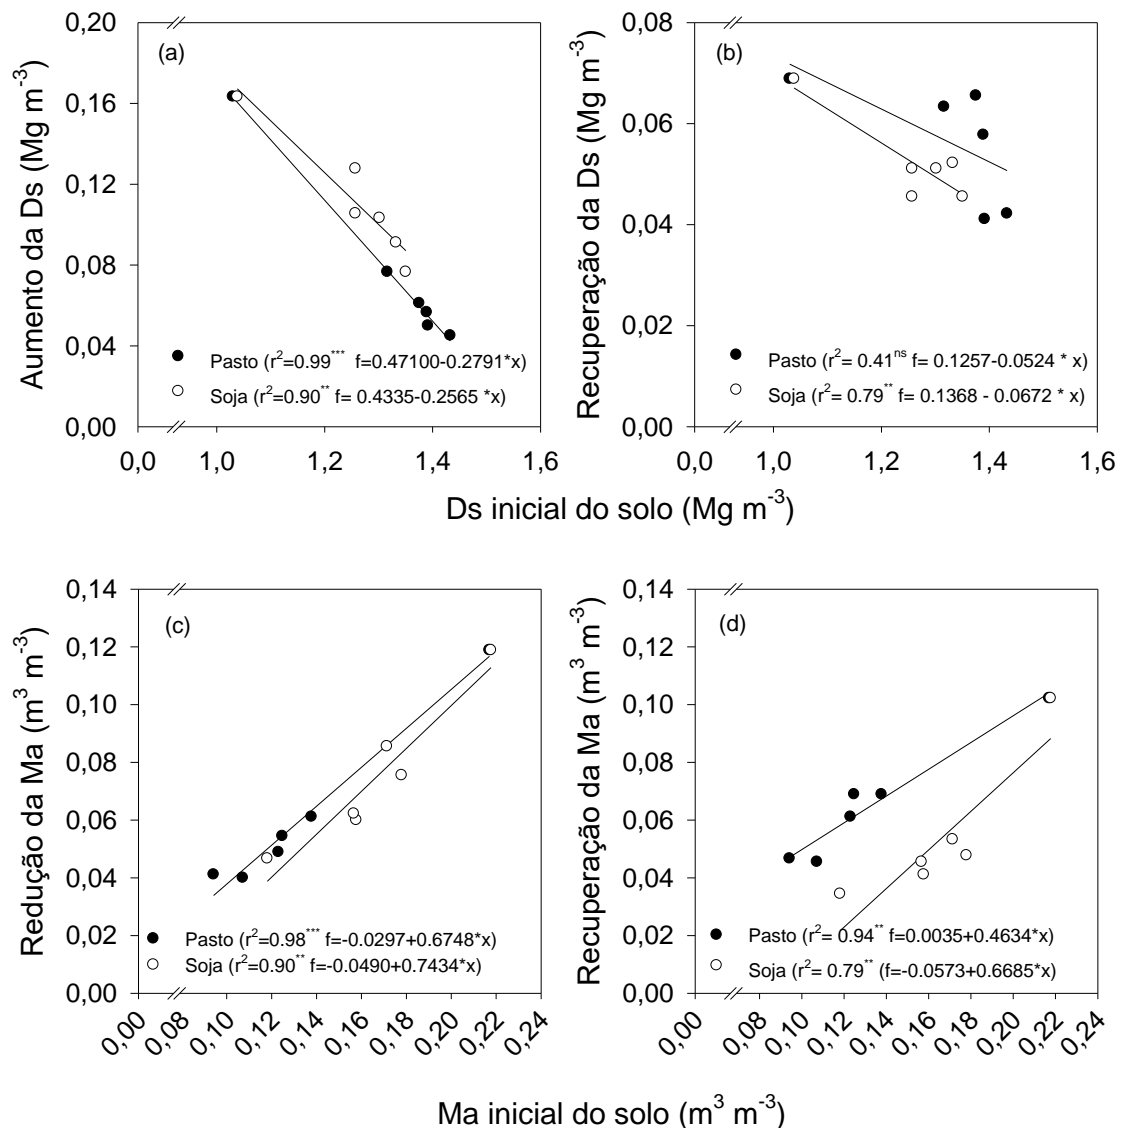 Aumento da Ds (Mg m⁻³)
0,20
0,16
0,12
0,08
0,04
0,00
(a)
Pasto (r²=0.99*** f=0.47100-0.2791*x)
Soja (r²=0.90** f= 0.4335-0.2565 *x)
0,0 1,0 1,2 1,4 1,6
Recuperação da Ds (Mg m⁻³)
0,08
0,06
0,04
0,02
0,00
(b)
Pasto (r²= 0.41ⁿˢ f= 0.1257-0.0524 * x)
Soja (r²= 0.79** f= 0.1368 - 0.0672 * x)
0,0 1,0 1,2 1,4 1,6
Ds inicial do solo (Mg m⁻³)
Redução da Ma (m³ m⁻³)
0,14
0,12
0,10
0,08
0,06
0,04
0,02
0,00
(c)
Pasto (r²=0.98*** f=-0.0297+0.6748*x)
Soja (r²=0.90** f=-0.0490+0.7434*x)
0,00 0,08 0,10 0,12 0,14 0,16 0,18 0,20 0,22 0,24
Recuperação da Ma (m³ m⁻³)
0,14
0,12
0,10
0,08
0,06
0,04
0,02
0,00
(d)
Pasto (r²= 0.94** f=0.0035+0.4634*x)
Soja (r²= 0.79** (f=-0.0573+0.6685*x)
0,00 0,08 0,10 0,12 0,14 0,16 0,18 0,20 0,22 0,24
Ma inicial do solo (m³ m⁻³)